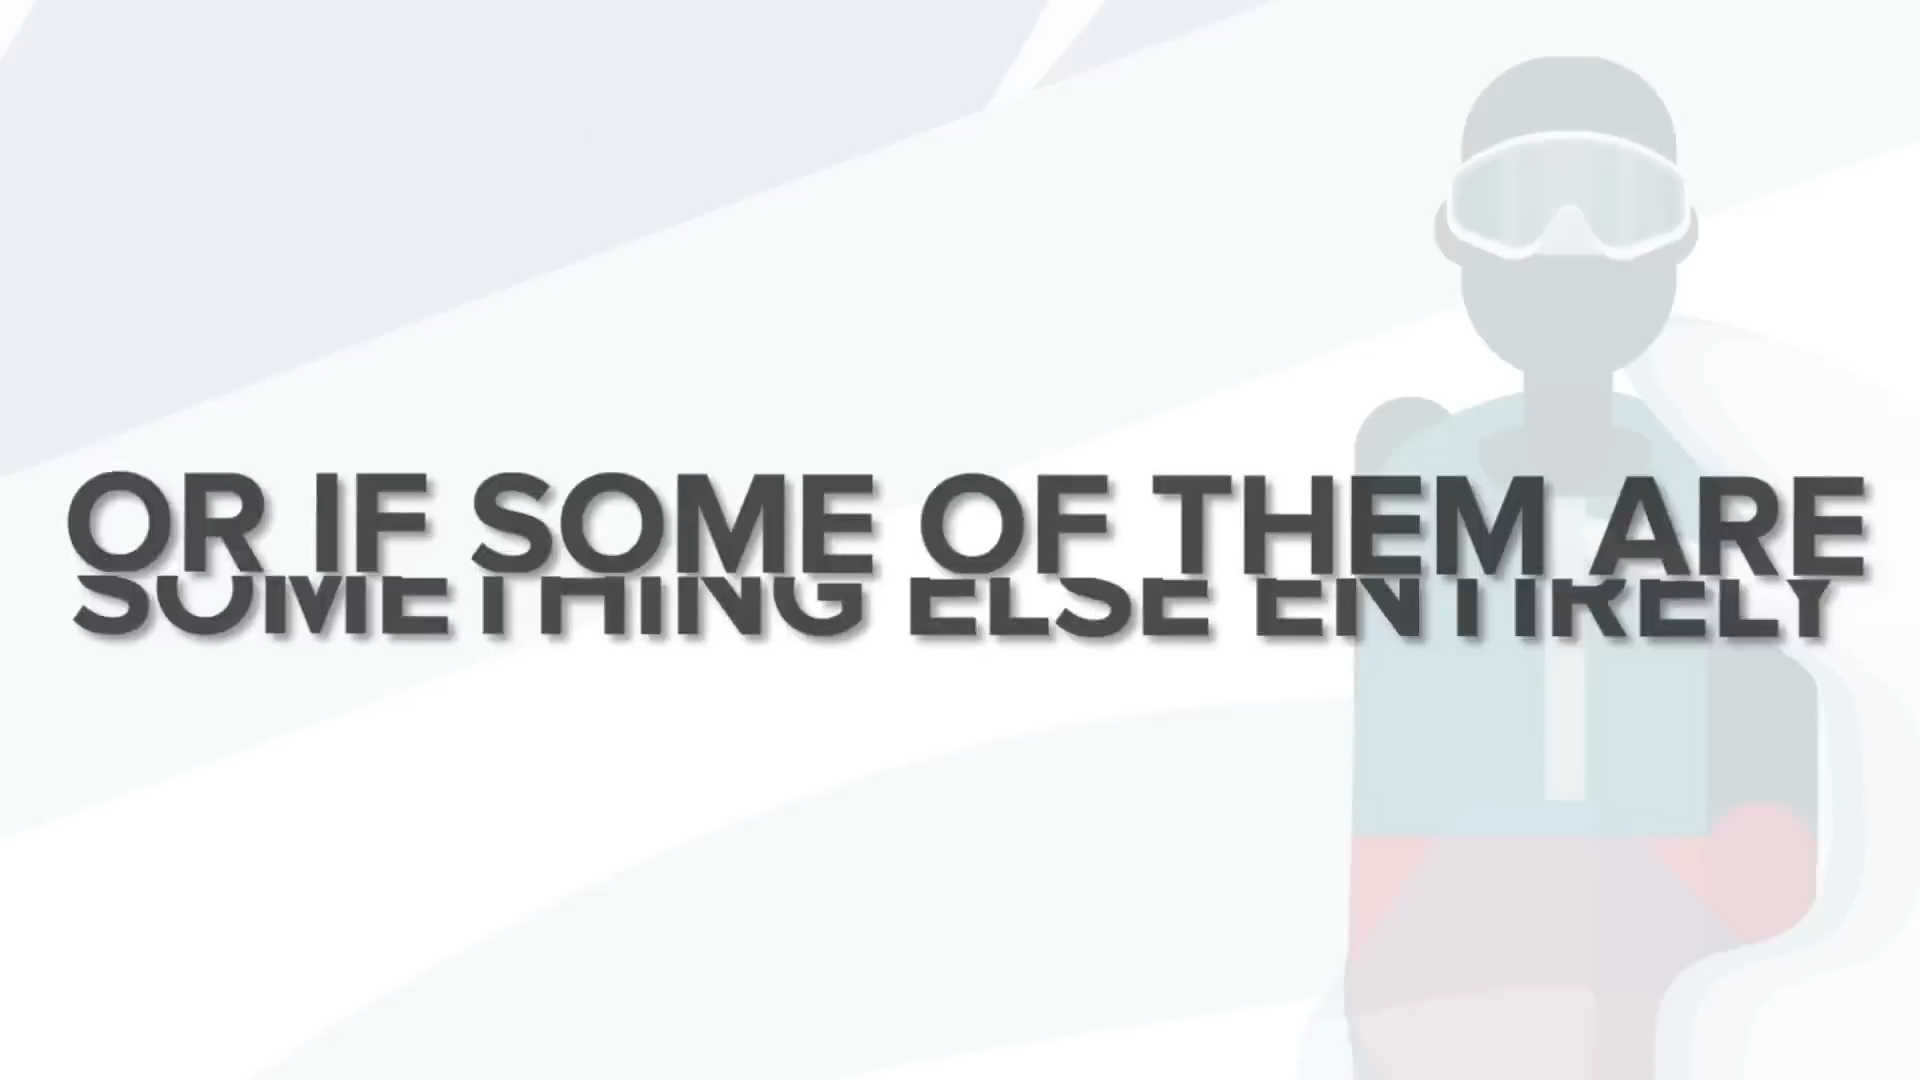 OR IF SOME OF THEM ARE
SOMETHING ELSE ENTIRELY